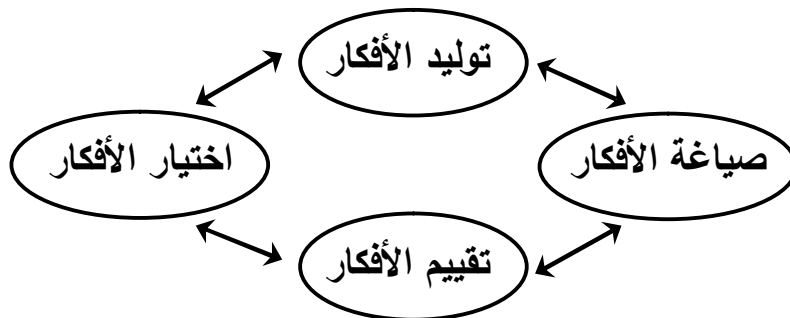 توليد الأفكار
صياغة الأفكار
اختيار الأفكار
تقييم الأفكار